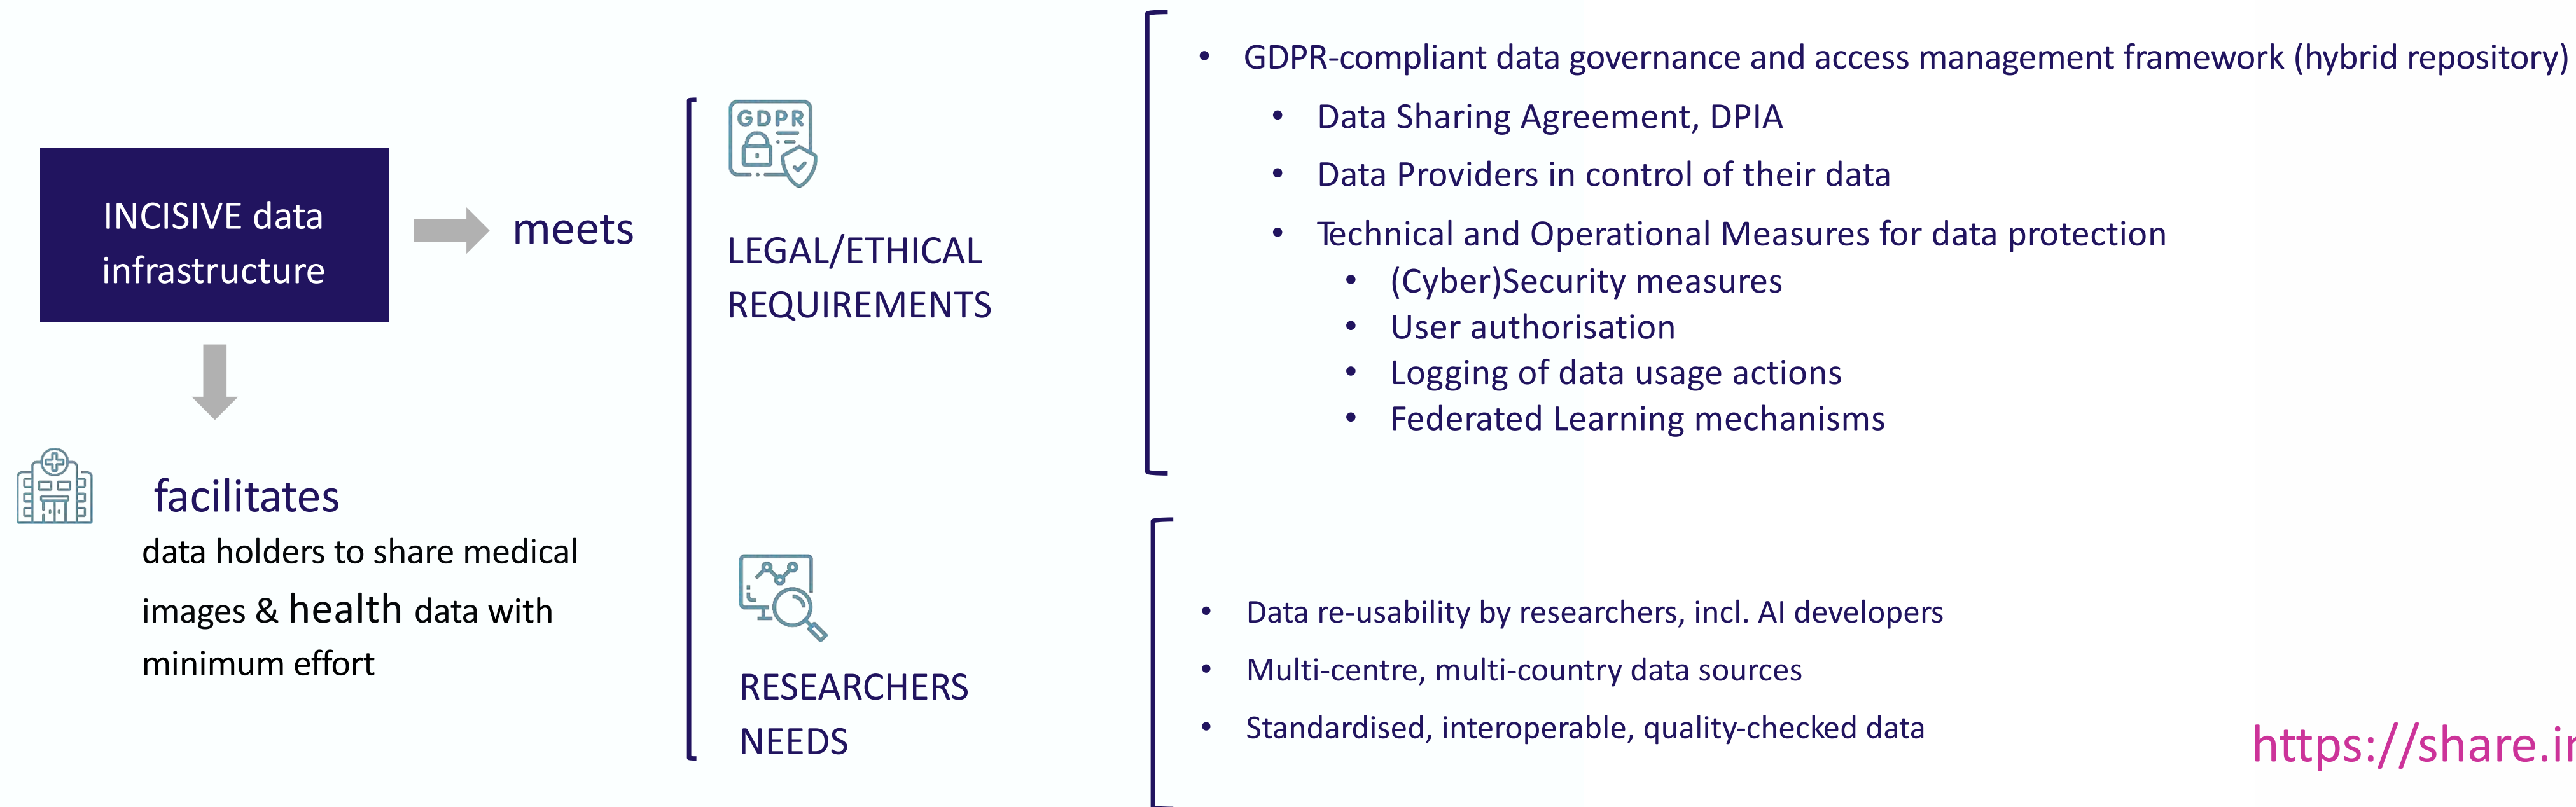 INCISIVE data
infrastructure
meets
facilitates
data holders to share medical
images & health data with
minimum effort
GDPR
LEGAL/ETHICAL
REQUIREMENTS
• GDPR-compliant data governance and access management framework (hybrid repository)
• Data Sharing Agreement, DPIA
• Data Providers in control of their data
• Technical and Operational Measures for data protection
• (Cyber)Security measures
• User authorisation
• Logging of data usage actions
• Federated Learning mechanisms
RESEARCHERS
NEEDS
• Data re-usability by researchers, incl. AI developers
• Multi-centre, multi-country data sources
• Standardised, interoperable, quality-checked data
https://share.in